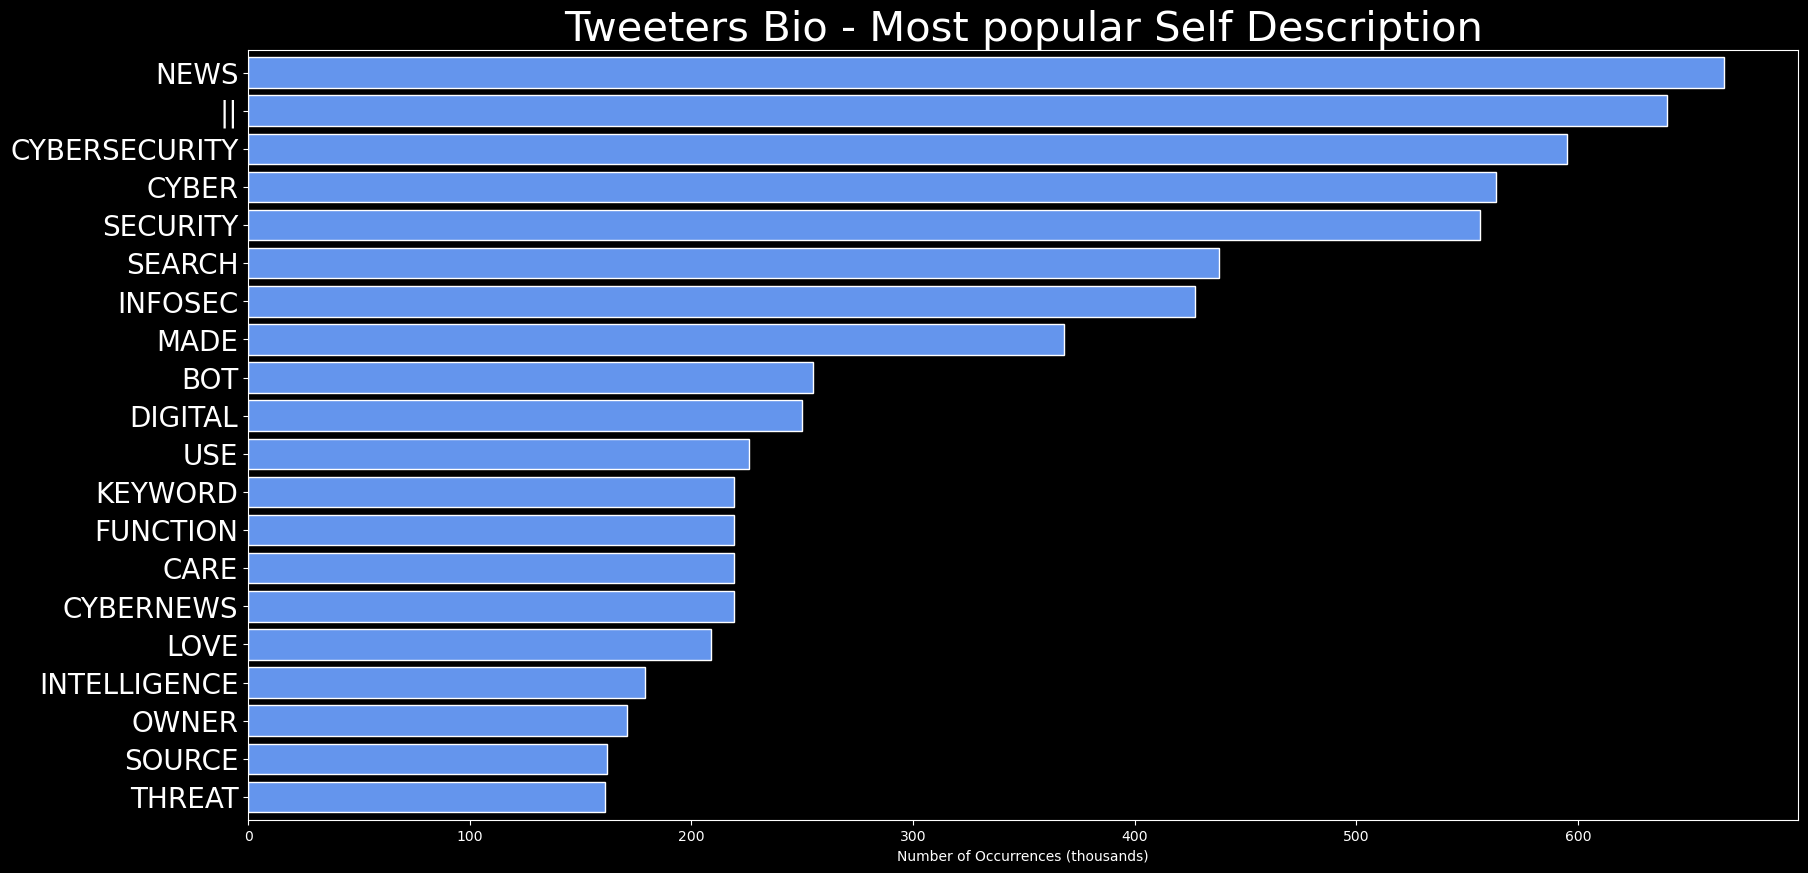 Tweeters Bio - Most popular Self Description
NEWS
||
CYBERSECURITY
CYBER
SECURITY
SEARCH
INFOSEC
MADE
BOT
DIGITAL
USE
KEYWORD
FUNCTION
CARE
CYBERNEWS
LOVE
INTELLIGENCE
OWNER
SOURCE
THREAT
0 100 200 300 400 500 600
Number of Occurrences (thousands)